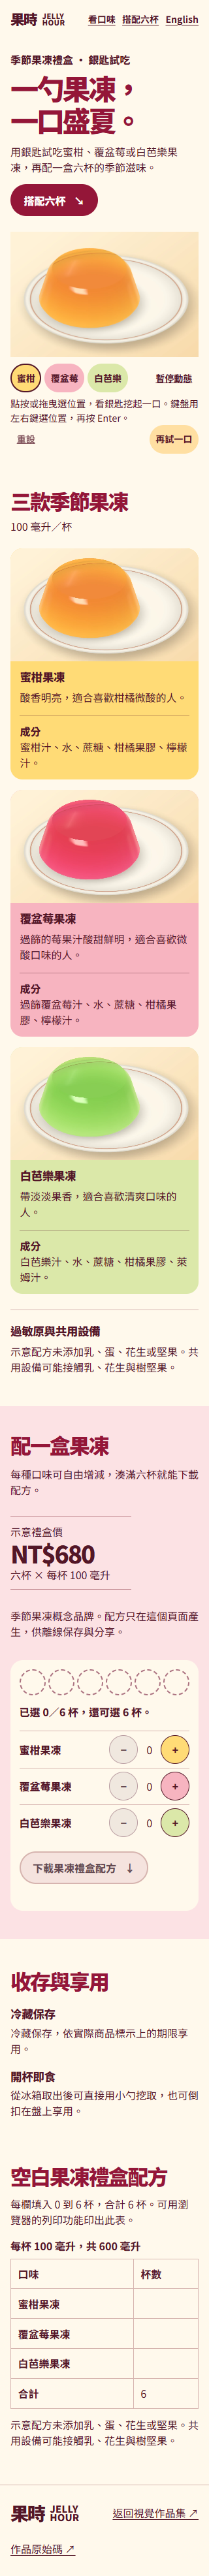 果時 JELLY HOUR 看口味 搭配六杯 English
季節果凍禮盒 · 銀匙試吃
一勺果凍，
一口盛夏。
用銀匙試吃蜜柑、覆盆莓或白芭樂果
凍，再配一盒六杯的季節滋味。
搭配六杯 ↘
蜜柑 覆盆莓 白芭樂 暫停動態
點按或拖曳選位置，看銀匙挖起一口。鍵盤用
左右鍵選位置，再按 Enter。
重設 再試一口
三款季節果凍
100 毫升／杯
蜜柑果凍
酸香明亮，適合喜歡柑橘微酸的人。
成分
蜜柑汁、水、蔗糖、柑橘果膠、檸檬
汁。
覆盆莓果凍
過篩的莓果汁酸甜鮮明，適合喜歡微
酸口味的人。
成分
過篩覆盆莓汁、水、蔗糖、柑橘果
膠、檸檬汁。
白芭樂果凍
帶淡淡果香，適合喜歡清爽口味的
人。
成分
白芭樂汁、水、蔗糖、柑橘果膠、萊
姆汁。
過敏原與共用設備
示意配方未添加乳、蛋、花生或堅果。共
用設備可能接觸乳、花生與樹堅果。
配一盒果凍
每種口味可自由增減，湊滿六杯就能下載
配方。
示意禮盒價
NT$680
六杯 × 每杯 100 毫升
季節果凍概念品牌。配方只在這個頁面產
生，供離線保存與分享。
已選 0／6 杯，還可選 6 杯。
蜜柑果凍 − 0 +
覆盆莓果凍 − 0 +
白芭樂果凍 − 0 +
下載果凍禮盒配方 ↓
收存與享用
冷藏保存
冷藏保存，依實際商品標示上的期限享
用。
開杯即食
從冰箱取出後可直接用小勺挖取，也可倒
扣在盤上享用。
空白果凍禮盒配方
每欄填入 0 到 6 杯，合計 6 杯。可用瀏
覽器的列印功能印出此表。
每杯 100 毫升，共 600 毫升
口味 杯數
蜜柑果凍
覆盆莓果凍
白芭樂果凍
合計 6
示意配方未添加乳、蛋、花生或堅果。共
用設備可能接觸乳、花生與樹堅果。
果時 JELLY HOUR 返回視覺作品集 ↗
作品原始碼 ↗